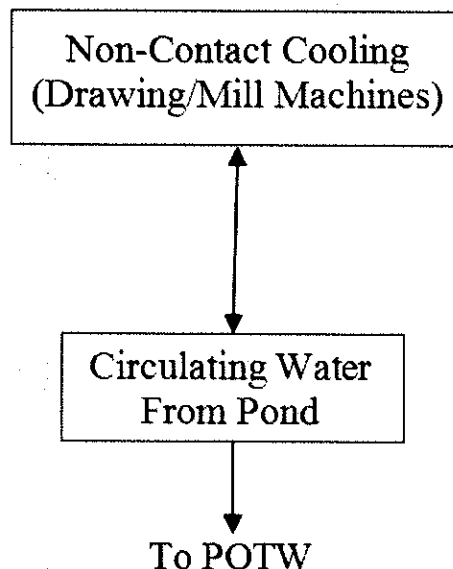 Non-Contact Cooling
(Drawing/Mill Machines)
Circulating Water
From Pond
To POTW